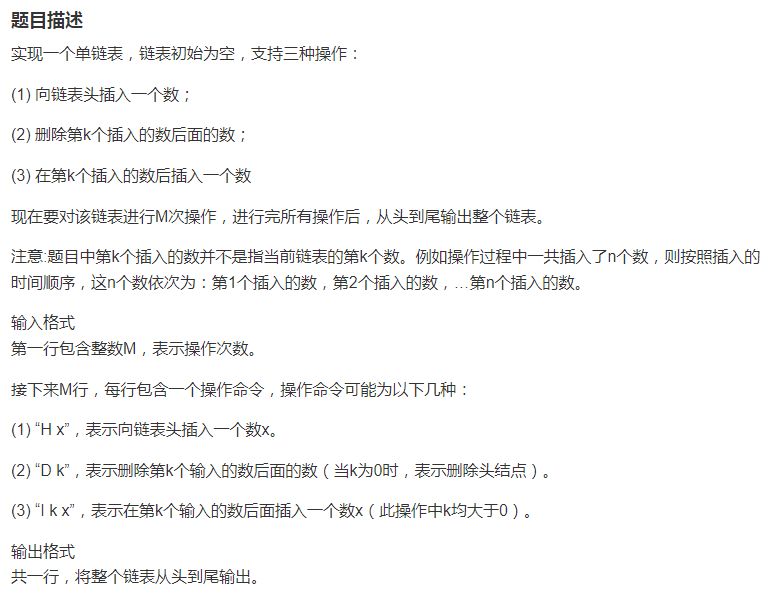 题目描述
实现一个单链表，链表初始为空，支持三种操作：
(1) 向链表头插入一个数；
(2) 删除第k个插入的数后面的数；
(3) 在第k个插入的数后插入一个数
现在要对该链表进行M次操作，进行完所有操作后，从头到尾输出整个链表。
注意:题目中第k个插入的数并不是指当前链表的第k个数。例如操作过程中一共插入了n个数，则按照插入的
时间顺序，这n个数依次为：第1个插入的数，第2个插入的数，…第n个插入的数。
输入格式
第一行包含整数M，表示操作次数。
接下来M行，每行包含一个操作命令，操作命令可能为以下几种：
(1) “H x”，表示向链表头插入一个数x。
(2) “D k”，表示删除第k个输入的数后面的数（当k为0时，表示删除头结点）。
(3) “I k x”，表示在第k个输入的数后面插入一个数x（此操作中k均大于0）。
输出格式
共一行，将整个链表从头到尾输出。